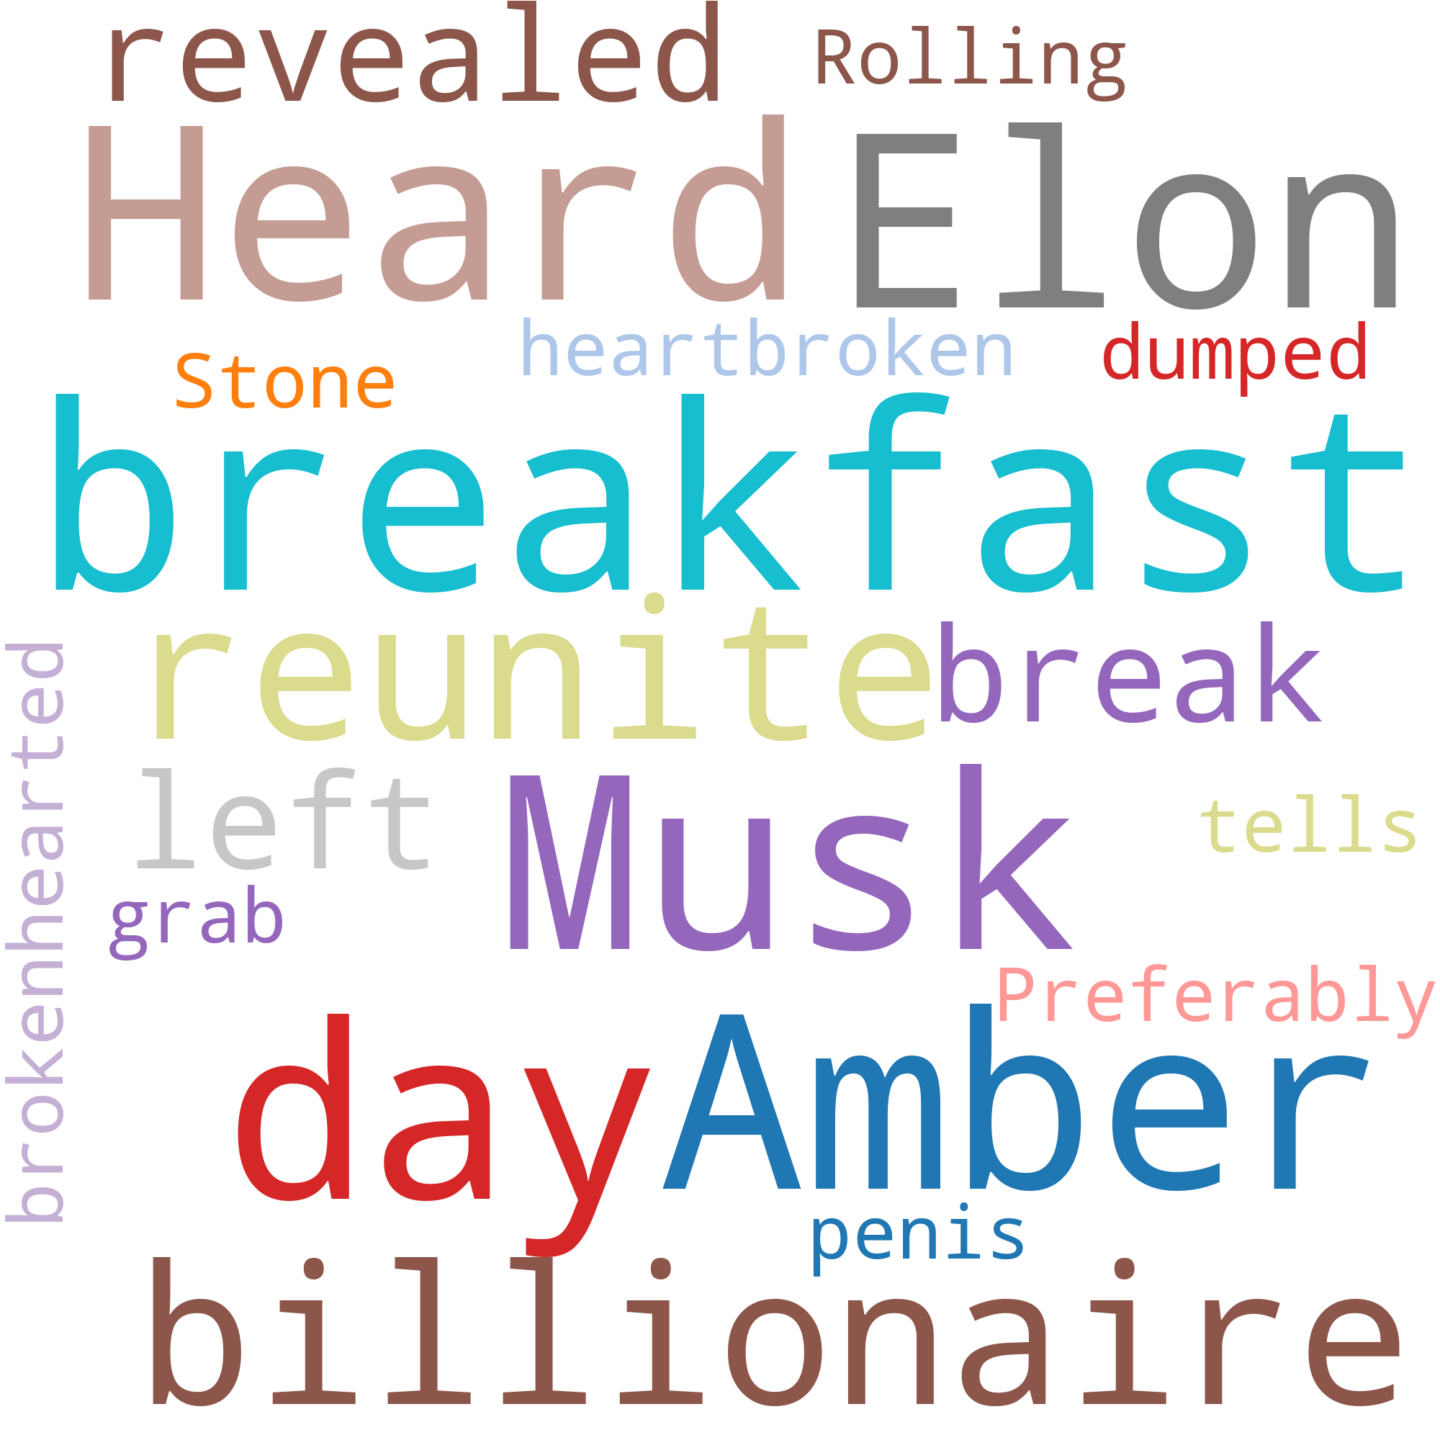 revealed Rolling
Heard Elon
Stone heartbroken dumped
breakfast
reunite break
brokenhearted
left Musk tells
grab
Preferably
day Amber
penis
billionaire